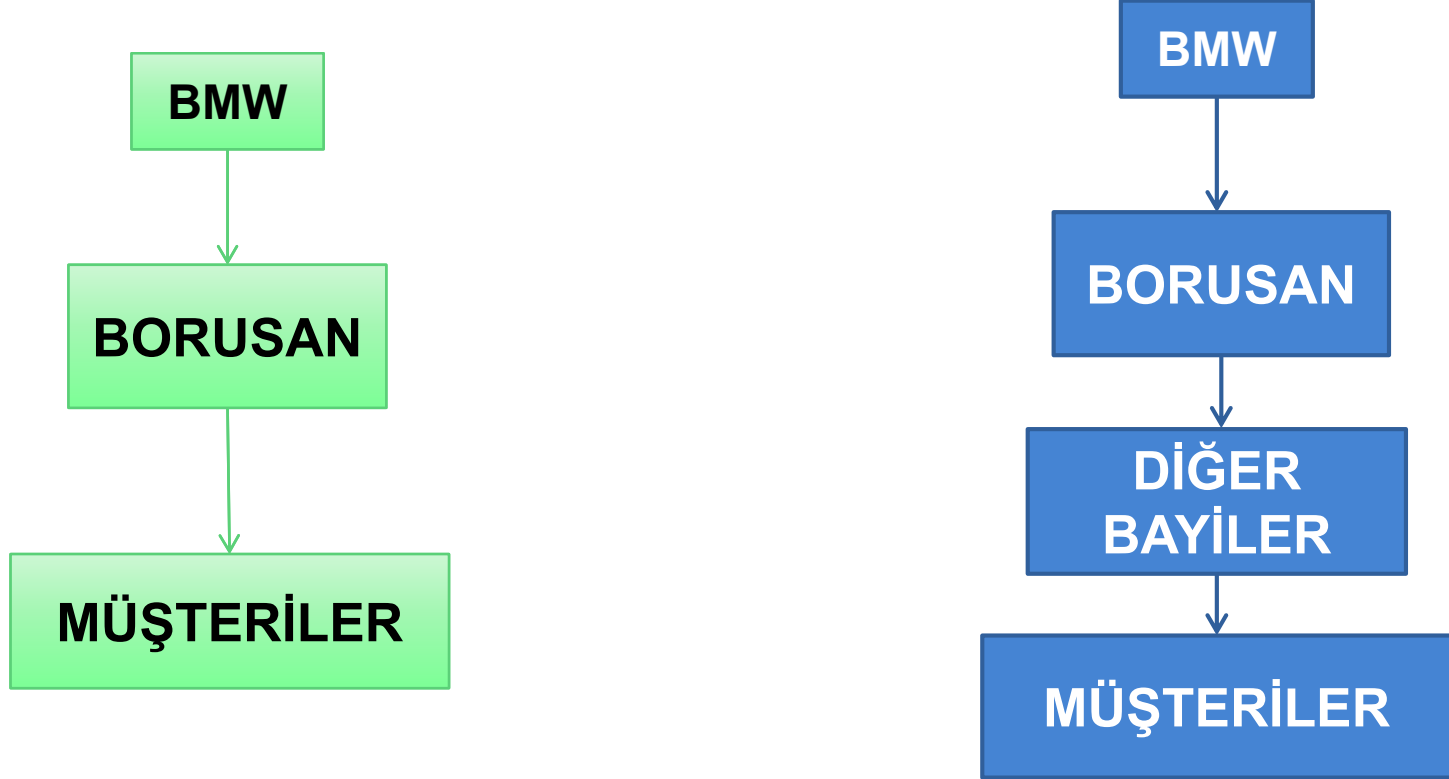 BMW
BORUSAN
MÜŞTERİLER
BMW
BORUSAN
DİĞER
BAYİLER
MÜŞTERİLER